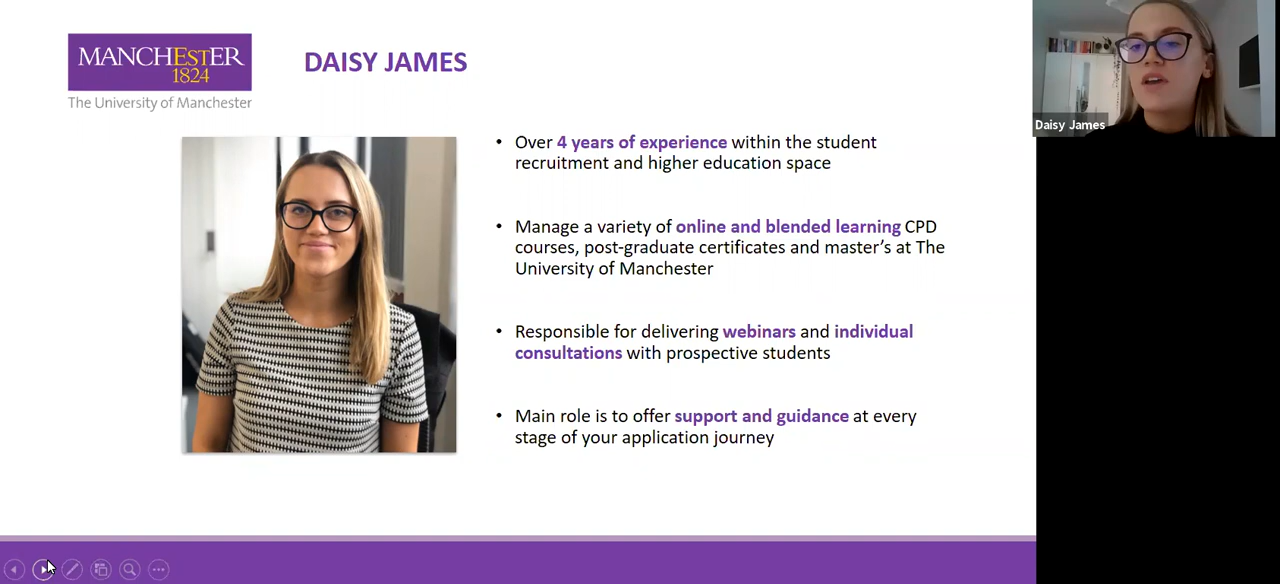 MANCHESTER
1824
The University of Manchester
DAISY JAMES
• Over 4 years of experience within the student
recruitment and higher education space
• Manage a variety of online and blended learning CPD
courses, post-graduate certificates and master’s at The
University of Manchester
• Responsible for delivering webinars and individual
consultations with prospective students
• Main role is to offer support and guidance at every
stage of your application journey
Daisy James